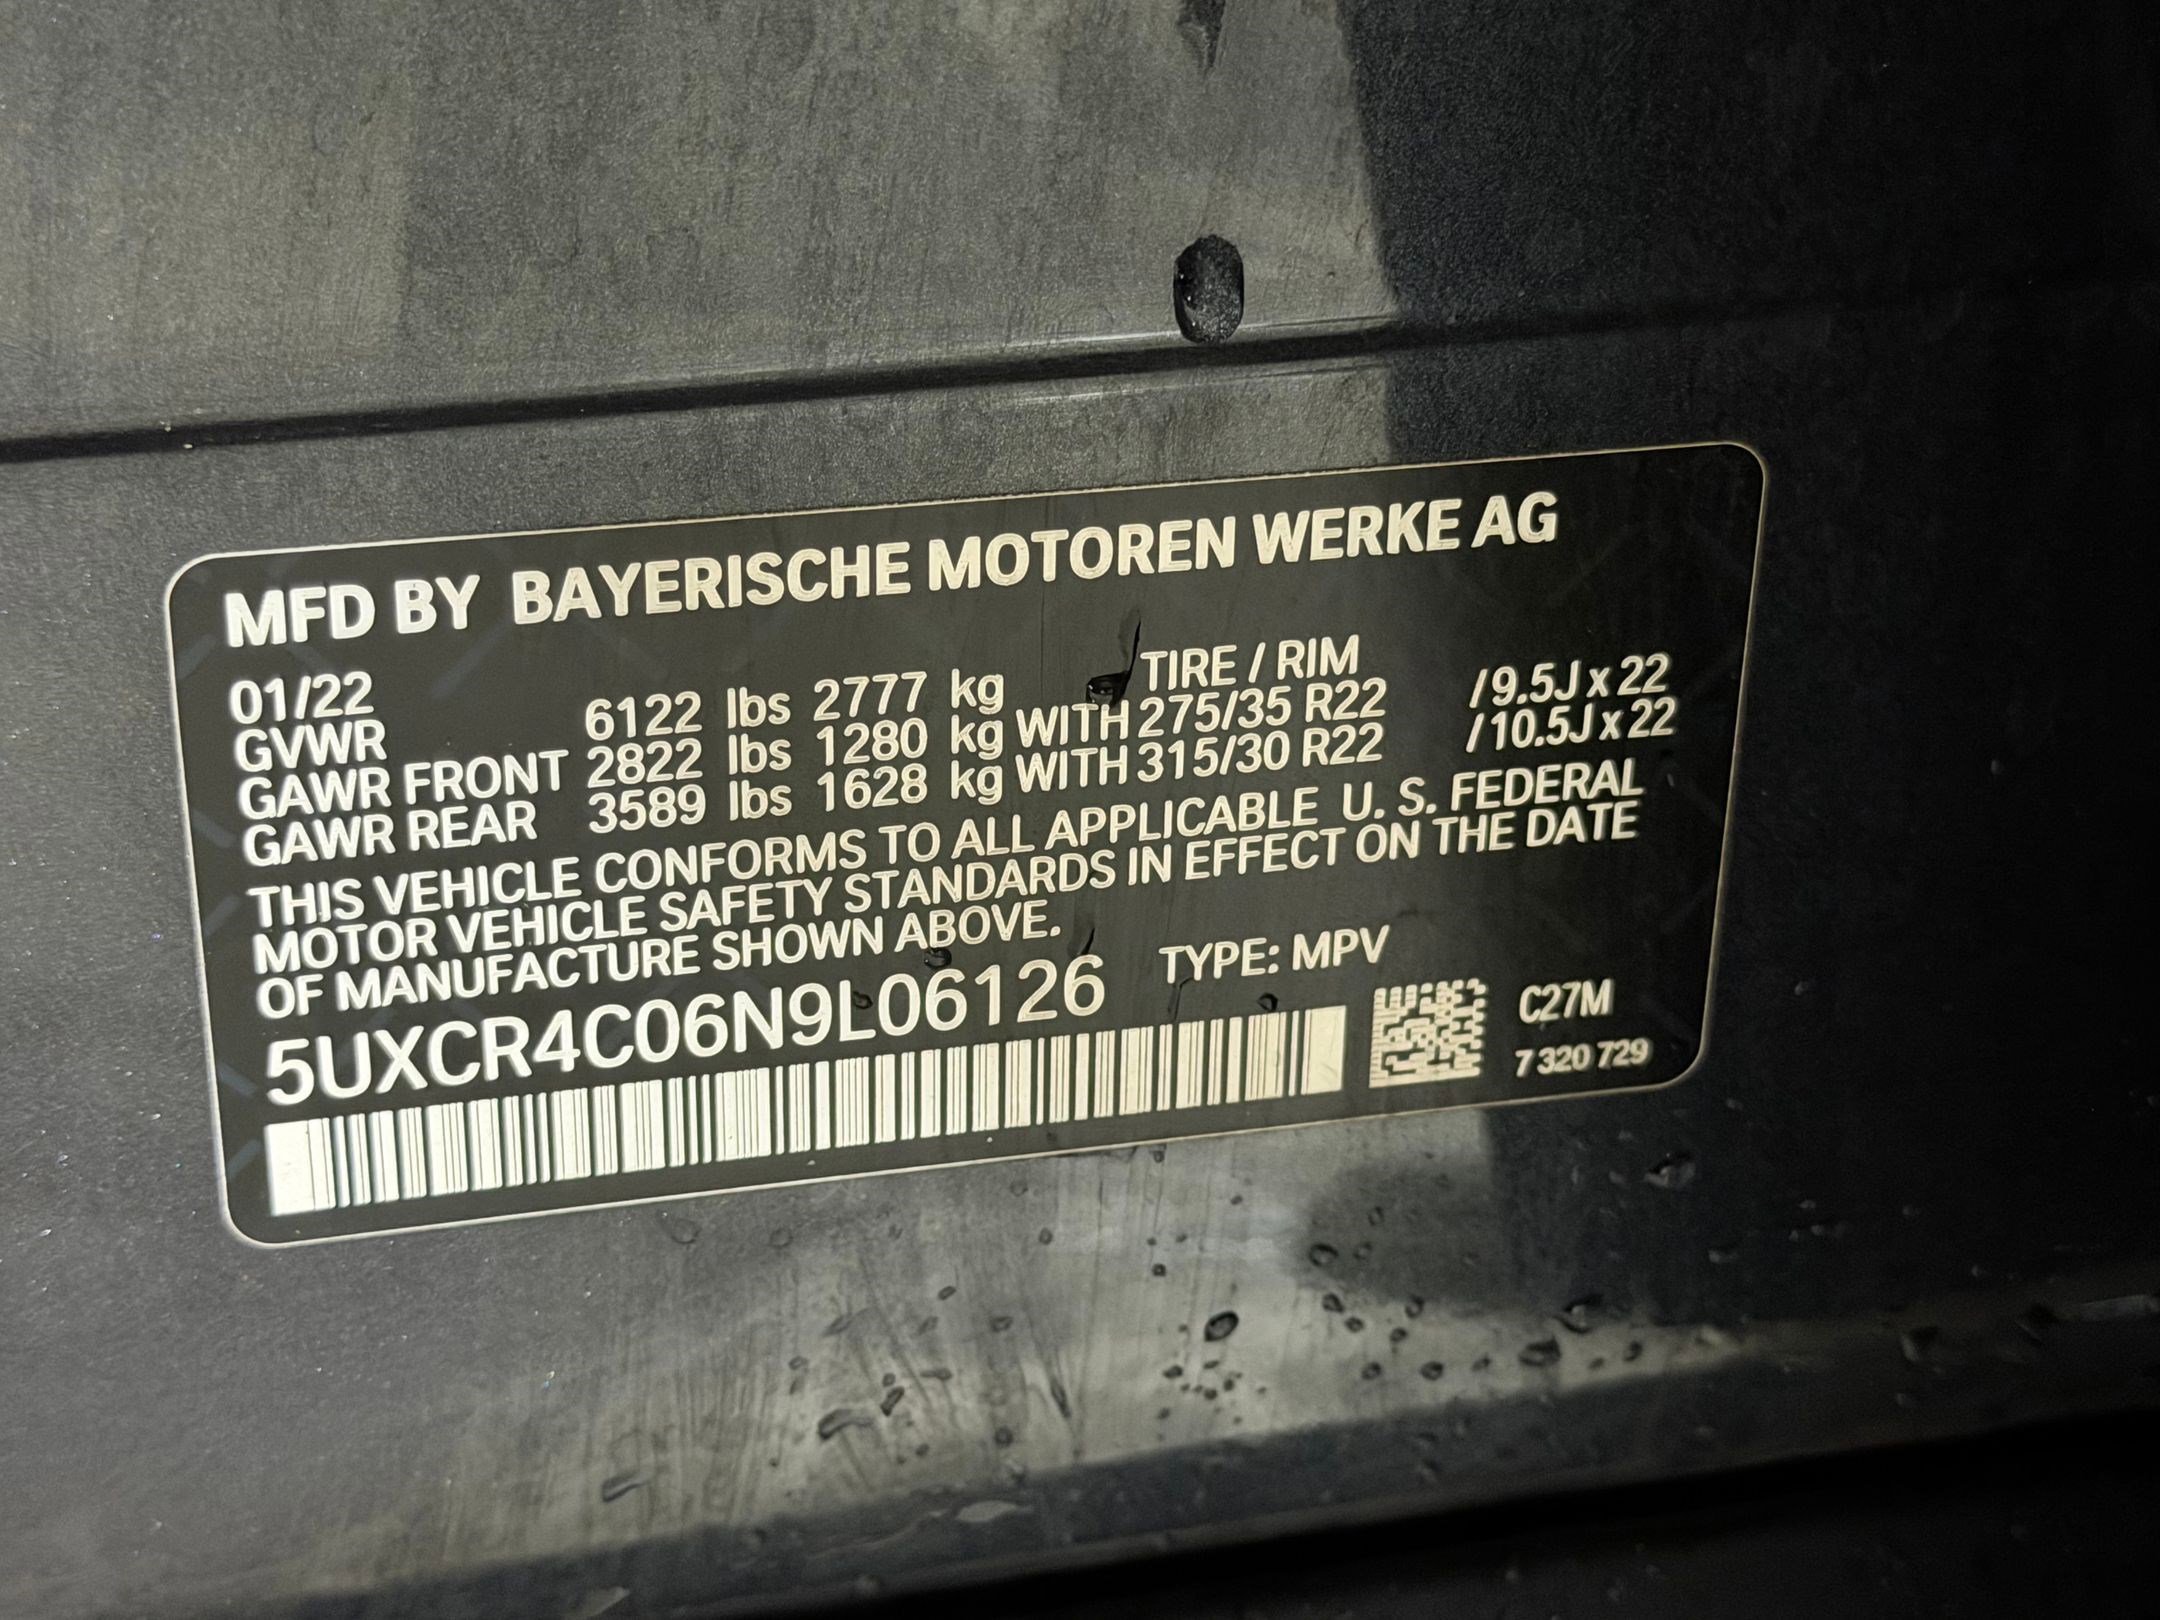 MFD BY BAYERISCHE MOTOREN WERKE AG
01/22 TIRE / RIM
GVWR 6122 lbs 2777 kg
GAWR FRONT 2822 lbs 1280 kg WITH 275/35 R22 /9.5J x 22
GAWR REAR 3589 lbs 1628 kg WITH 315/30 R22 /10.5J x 22
THIS VEHICLE CONFORMS TO ALL APPLICABLE U. S. FEDERAL
MOTOR VEHICLE SAFETY STANDARDS IN EFFECT ON THE DATE
OF MANUFACTURE SHOWN ABOVE.
5UXCR4C06N9L06126 TYPE: MPV
C27M
7 320 729